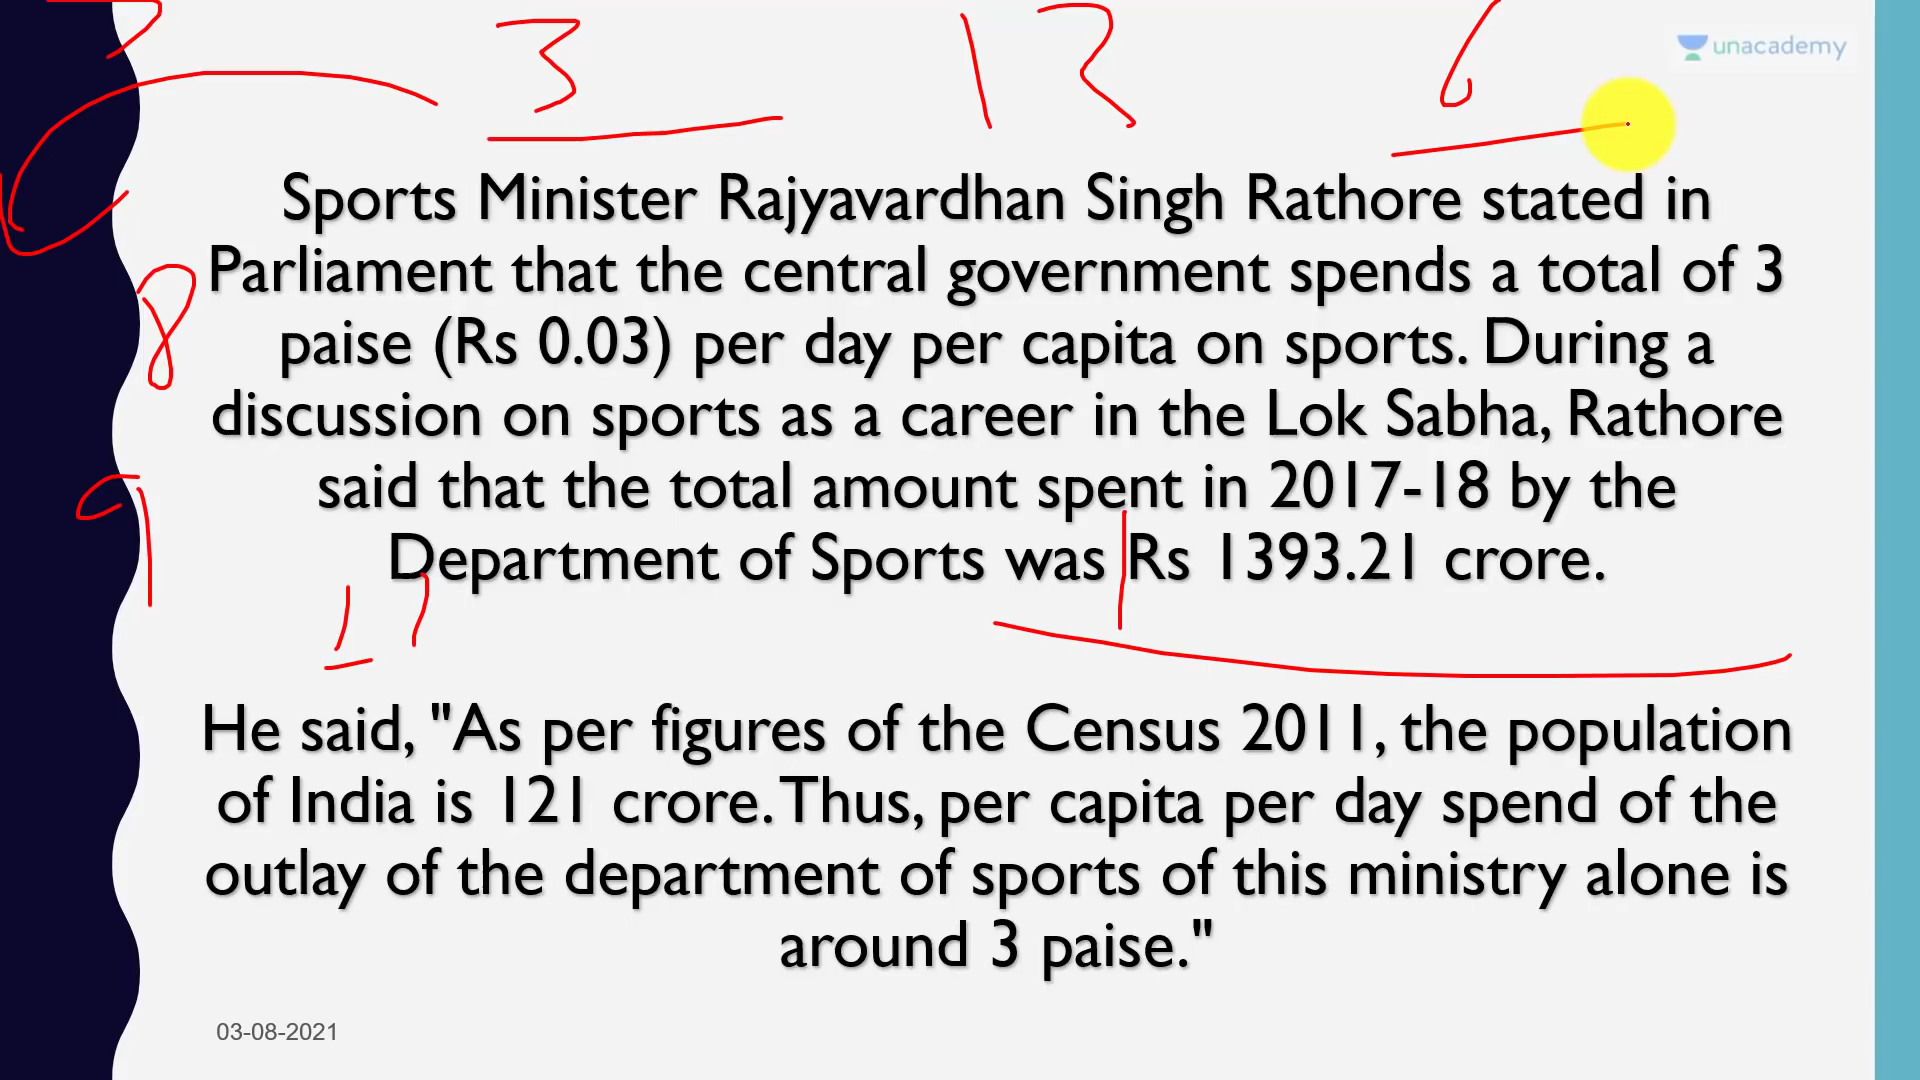 3 12 6
unacademy
Sports Minister Rajyavardhan Singh Rathore stated in
Parliament that the central government spends a total of 3
paise (Rs 0.03) per day per capita on sports. During a
discussion on sports as a career in the Lok Sabha, Rathore
said that the total amount spent in 2017-18 by the
Department of Sports was Rs 1393.21 crore.
He said, "As per figures of the Census 2011, the population
of India is 121 crore. Thus, per capita per day spend of the
outlay of the department of sports of this ministry alone is
around 3 paise."
03-08-2021